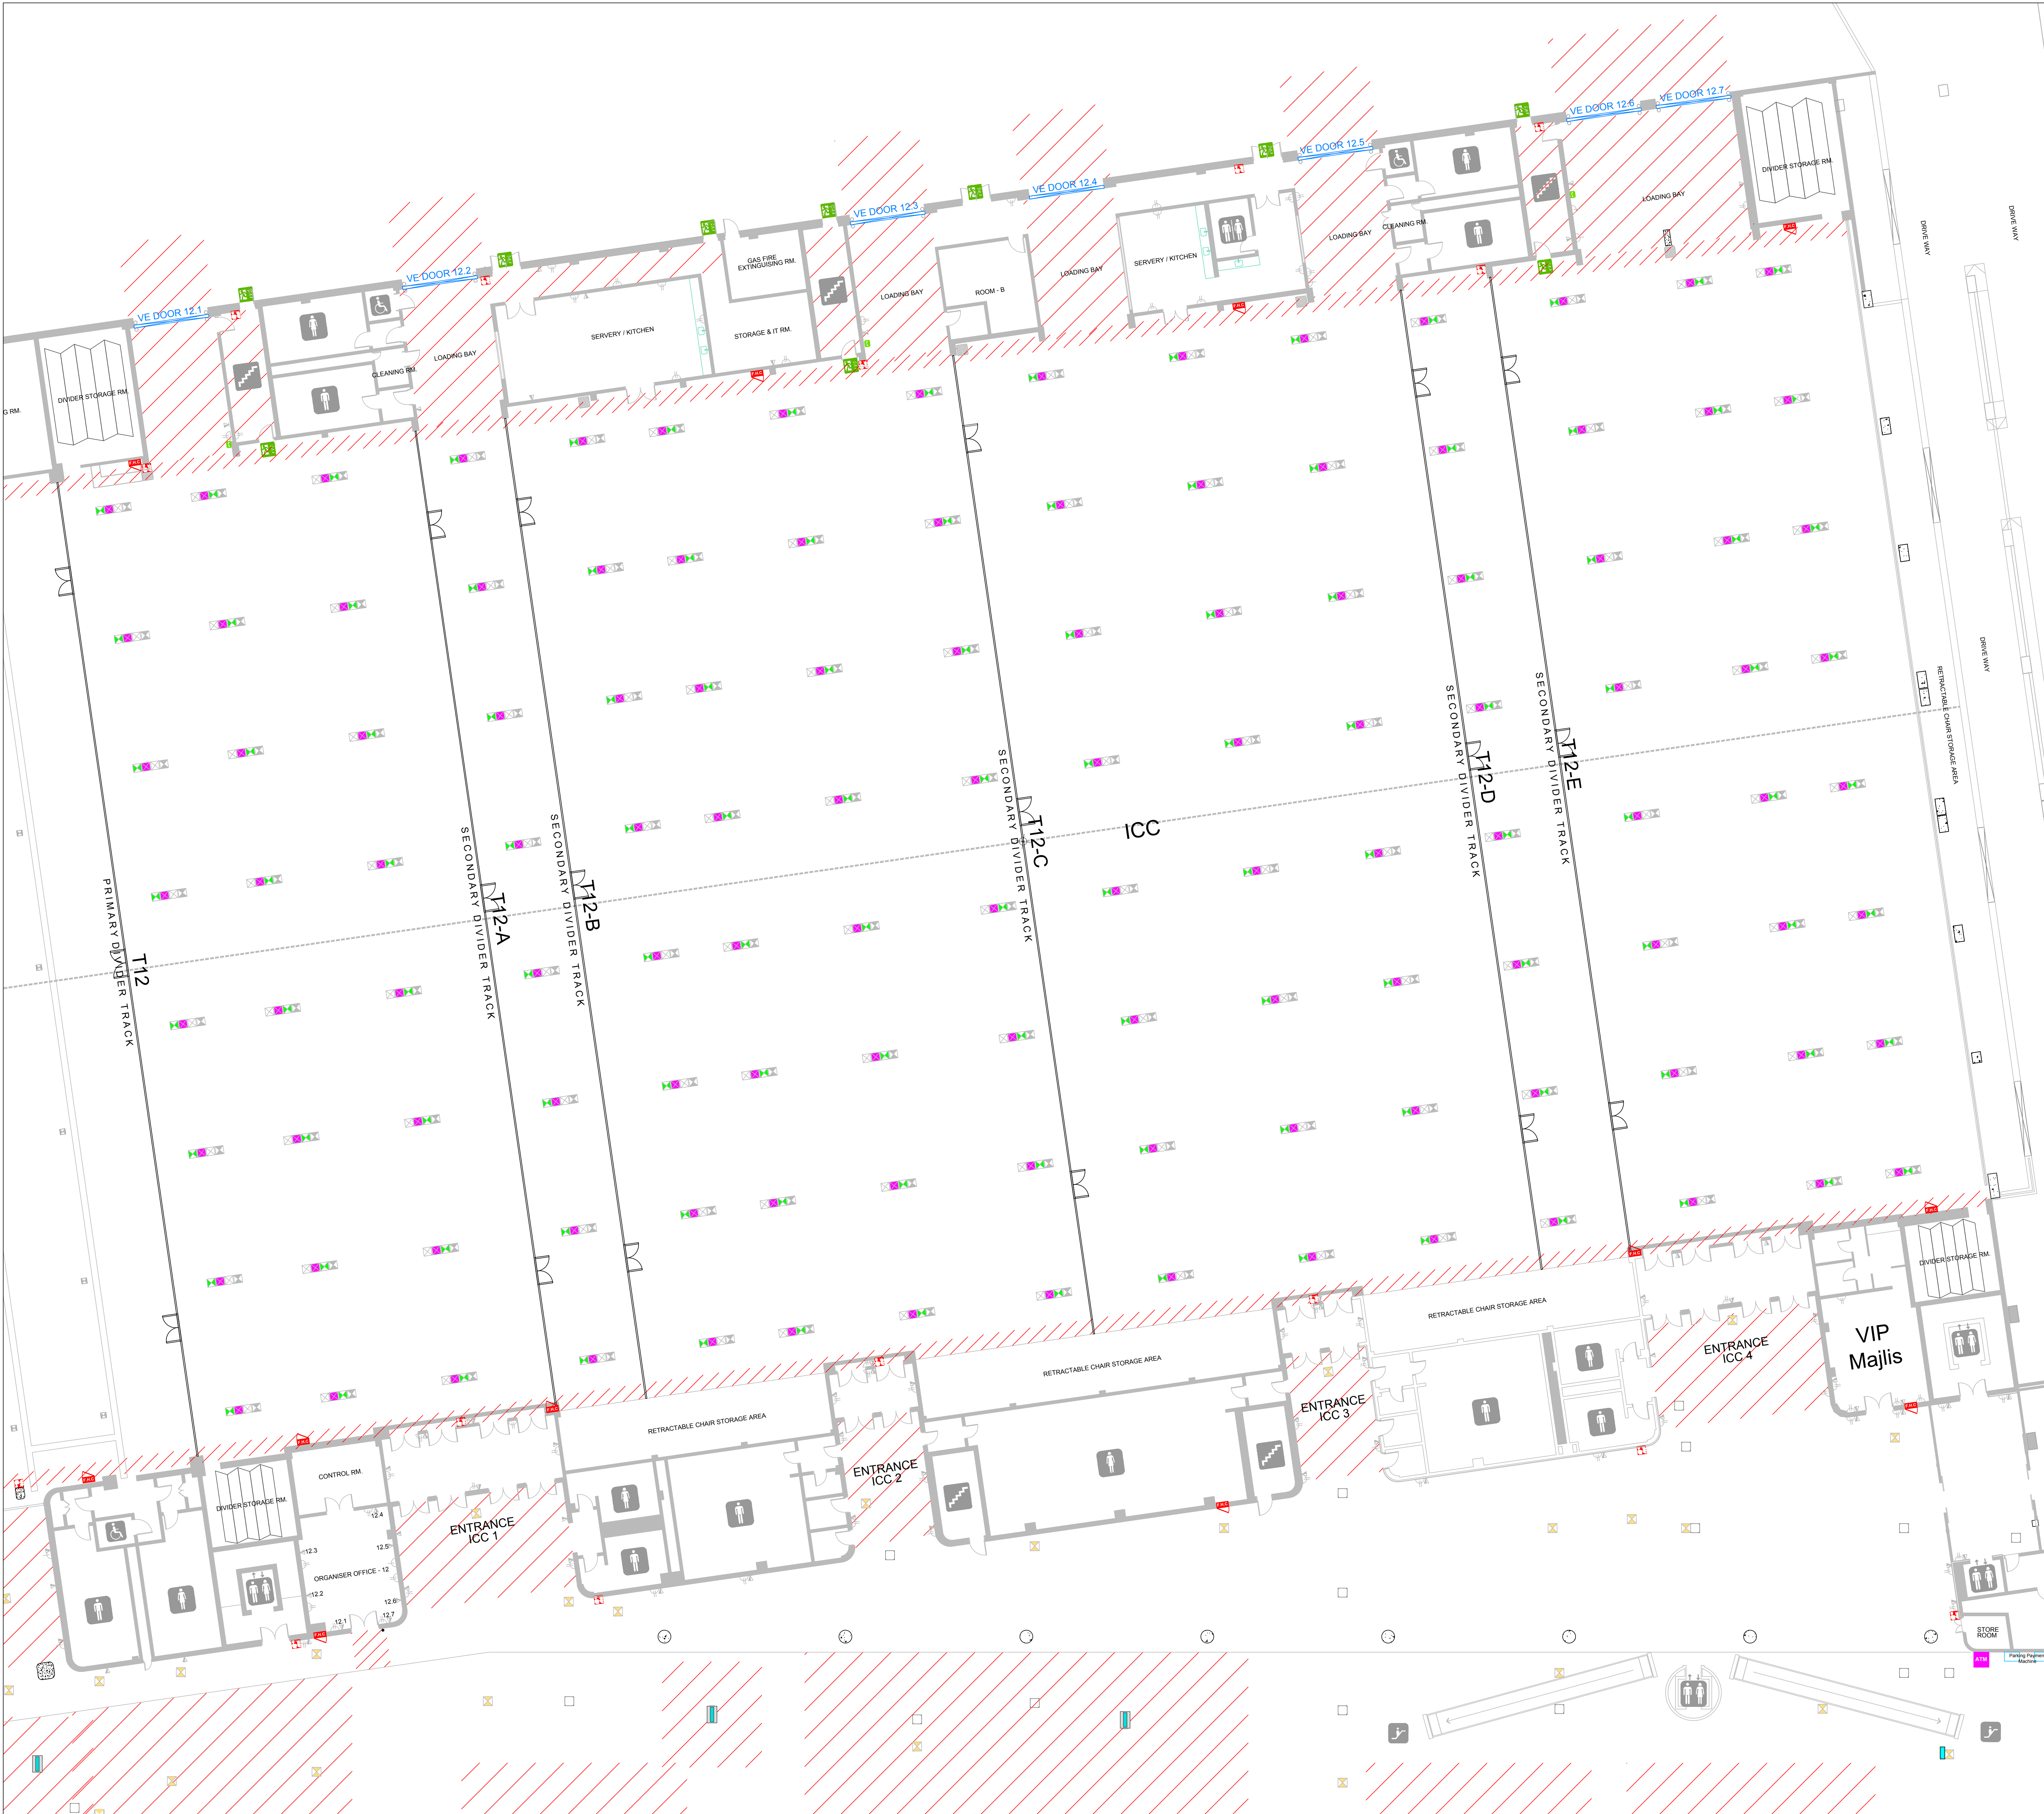 VE DOOR 12.6
VE DOOR 12.7
VE DOOR 12.5
DIVIDER STORAGE RM.
VE DOOR 12.4
LOADING BAY
VE DOOR 12.3
CLEANING RM.
DRIVE WAY
DRIVE WAY
LOADING BAY
SERVERY / KITCHEN
GAS FIRE
EXTINGUISING RM.
LOADING BAY
F.H.C
VE DOOR 12.2
LOADING BAY
ROOM - B
VE DOOR 12.1
F.H.C
SERVERY / KITCHEN
STORAGE & IT RM.
LOADING BAY
CLEANING RM.
F.H.C
DIVIDER STORAGE RM.
G RM.
F.H.C
DRIVE WAY
RETRACTABLE CHAIR STORAGE AREA
SECONDARY DIVIDER TRACK
T12-E
SECONDARY DIVIDER TRACK
T12-D
ICC
SECONDARY DIVIDER TRACK
T12-C
SECONDARY DIVIDER TRACK
T12-B
SECONDARY DIVIDER TRACK
T12-A
PRIMARY DIVIDER TRACK
T12
F.H.C
F.H.C
DIVIDER STORAGE RM.
RETRACTABLE CHAIR STORAGE AREA
VIP
Majlis
ENTRANCE
ICC 4
RETRACTABLE CHAIR STORAGE AREA
ENTRANCE
ICC 3
F.H.C
F.H.C
RETRACTABLE CHAIR STORAGE AREA
F.H.C
ENTRANCE
ICC 2
CONTROL RM.
F.H.C
DIVIDER STORAGE RM.
F.H.C
12.4
ENTRANCE
ICC 1
12.3
12.5
ORGANISER OFFICE - 12
12.2
12.6
12.1
12.7
F.H.C
STORE
ROOM
ATM
Parking Paymen
Machine